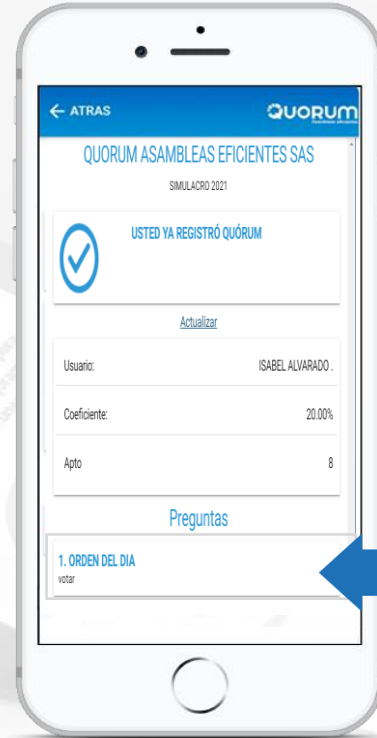 ← ATRAS
QUORUM
QUORUM ASAMBLEAS EFICIENTES SAS
SIMULACRO 2021
USTED YA REGISTRÓ QUÓRUM
Actualizar
Usuario: ISABEL ALVARADO .
Coeficiente: 20.00%
Apto 8
Preguntas
1. ORDEN DEL DIA
votar